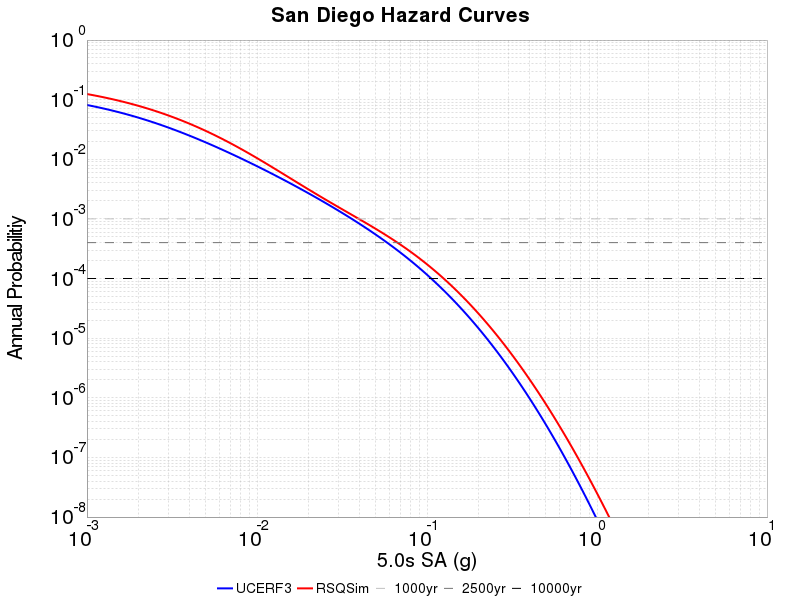 San Diego Hazard Curves
Annual Probabilitiy
10^0
10^-1
10^-2
10^-3
10^-4
10^-5
10^-6
10^-7
10^-8
10^-3 10^-2 10^-1 10^0 10^1
5.0s SA (g)
UCERF3 RSQSim 1000yr 2500yr 10000yr